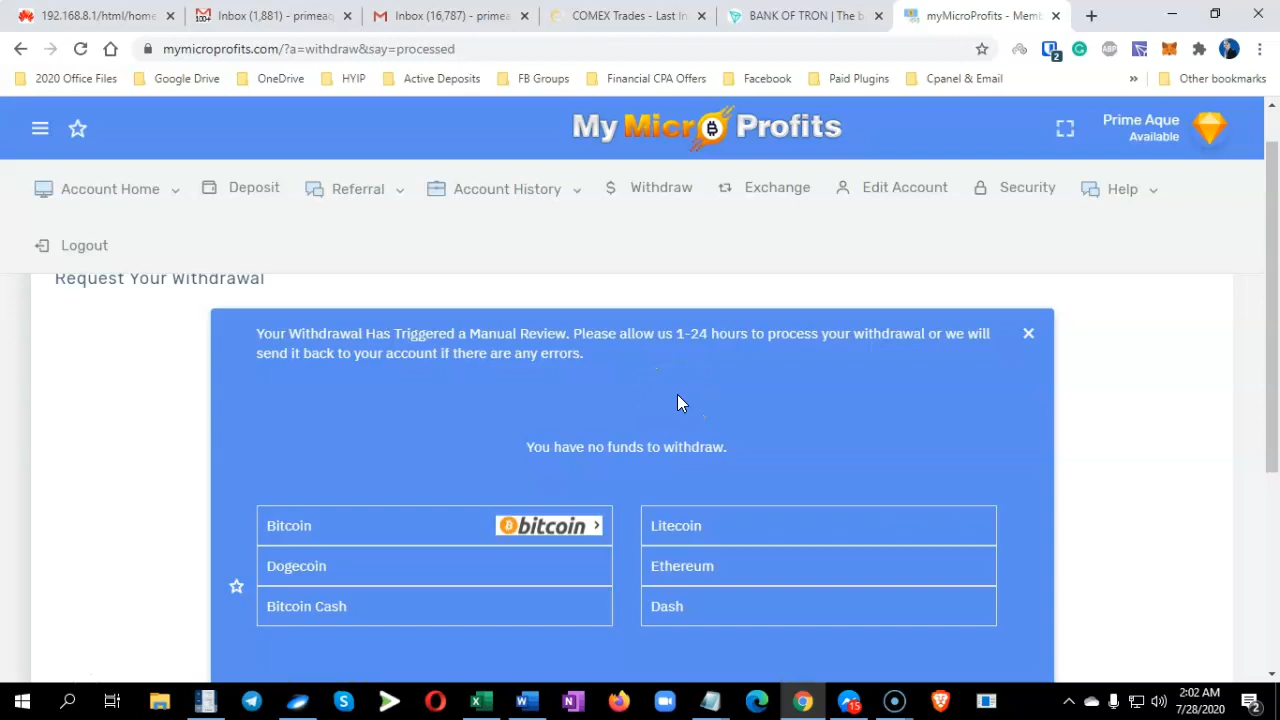 192.168.8.1/html/home
Inbox (1,881) - primeaq
Inbox (16,787) - primea
COMEX Trades - Last In
BANK OF TRON | The b
myMicroProfits - Memb
mymicroprofits.com/?a=withdraw&say=processed
2
ABP
2020 Office Files
Google Drive
OneDrive
HYIP
Active Deposits
FB Groups
Financial CPA Offers
Facebook
Paid Plugins
Cpanel & Email
»
Other bookmarks
My Micro Profits
Prime Aque
Available
Account Home
Deposit
Referral
Account History
Withdraw
Exchange
Edit Account
Security
Help
Logout
Request Your Withdrawal
Your Withdrawal Has Triggered a Manual Review. Please allow us 1-24 hours to process your withdrawal or we will
send it back to your account if there are any errors.
You have no funds to withdraw.
Bitcoin
bitcoin
Litecoin
Dogecoin
Ethereum
Bitcoin Cash
Dash
15
2:02 AM
7/28/2020
2